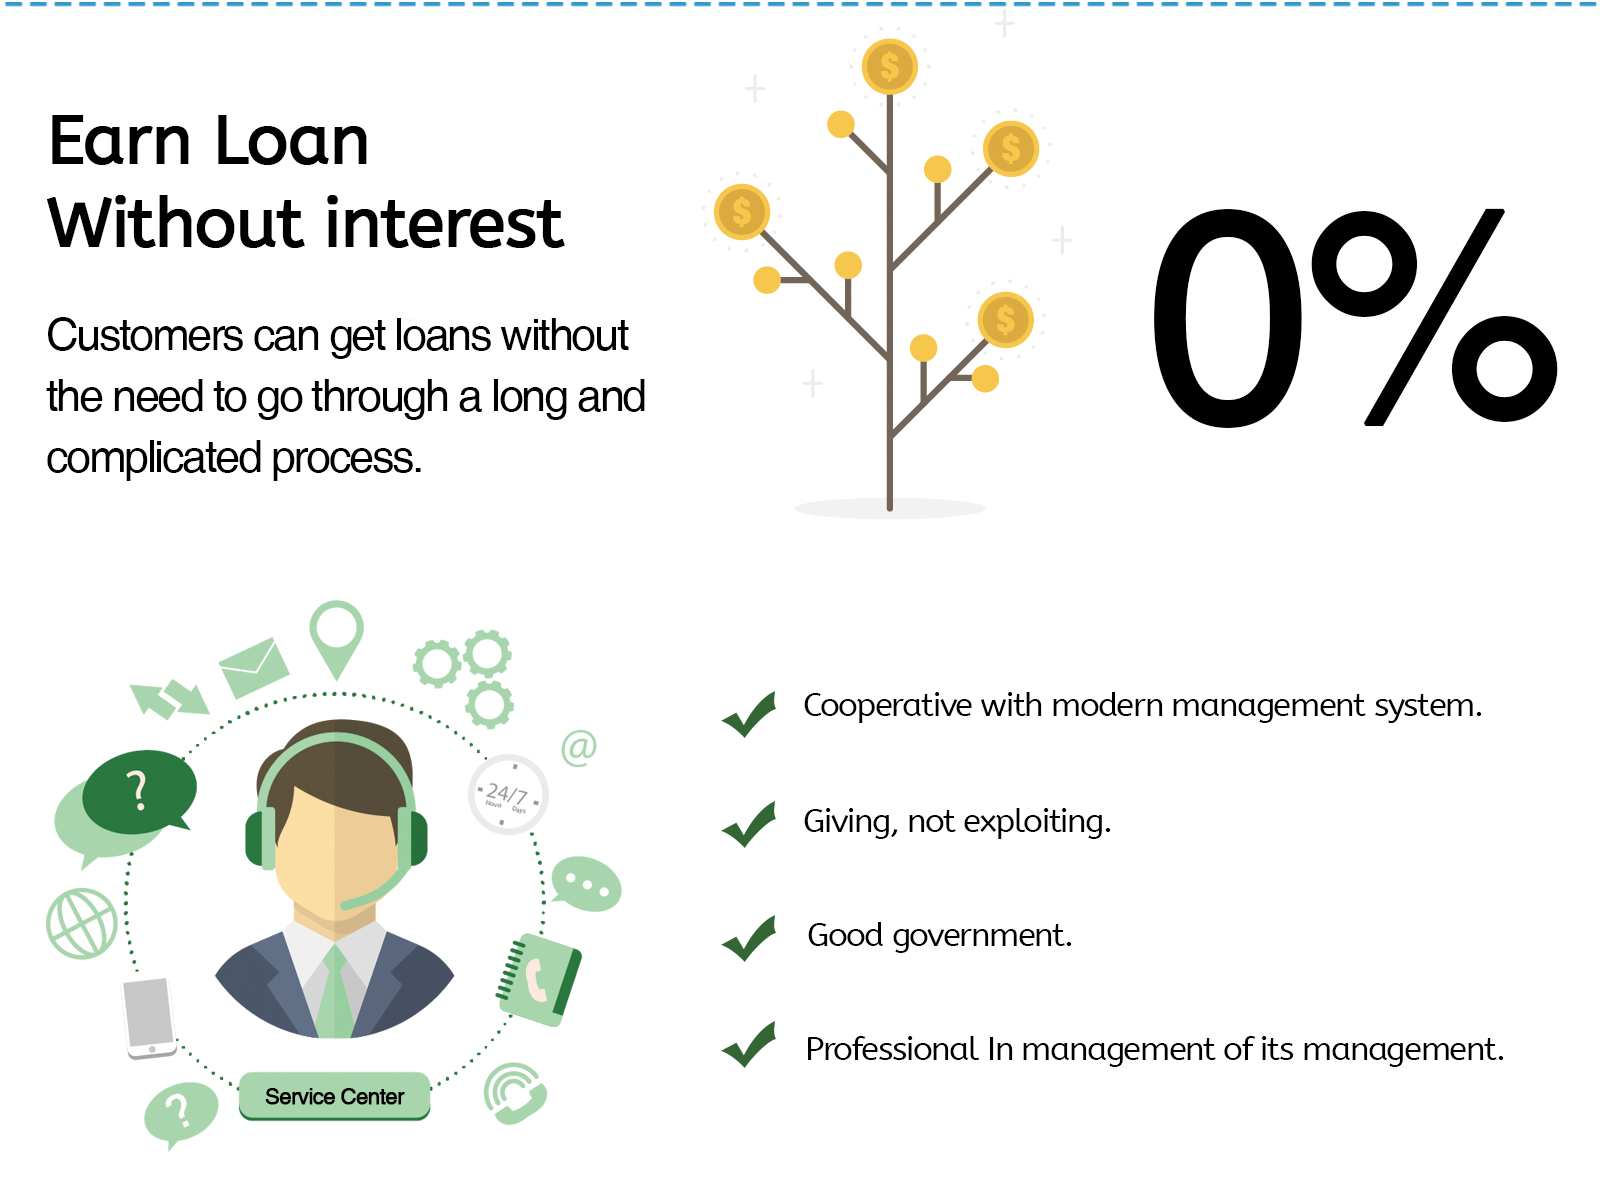 Earn Loan
Without interest
Customers can get loans without
the need to go through a long and
complicated process.
$
$
$
$
0%
?
@
24/7
Hours Days
?
Service Center
Cooperative with modern management system.
Giving, not exploiting.
Good government.
Professional In management of its management.